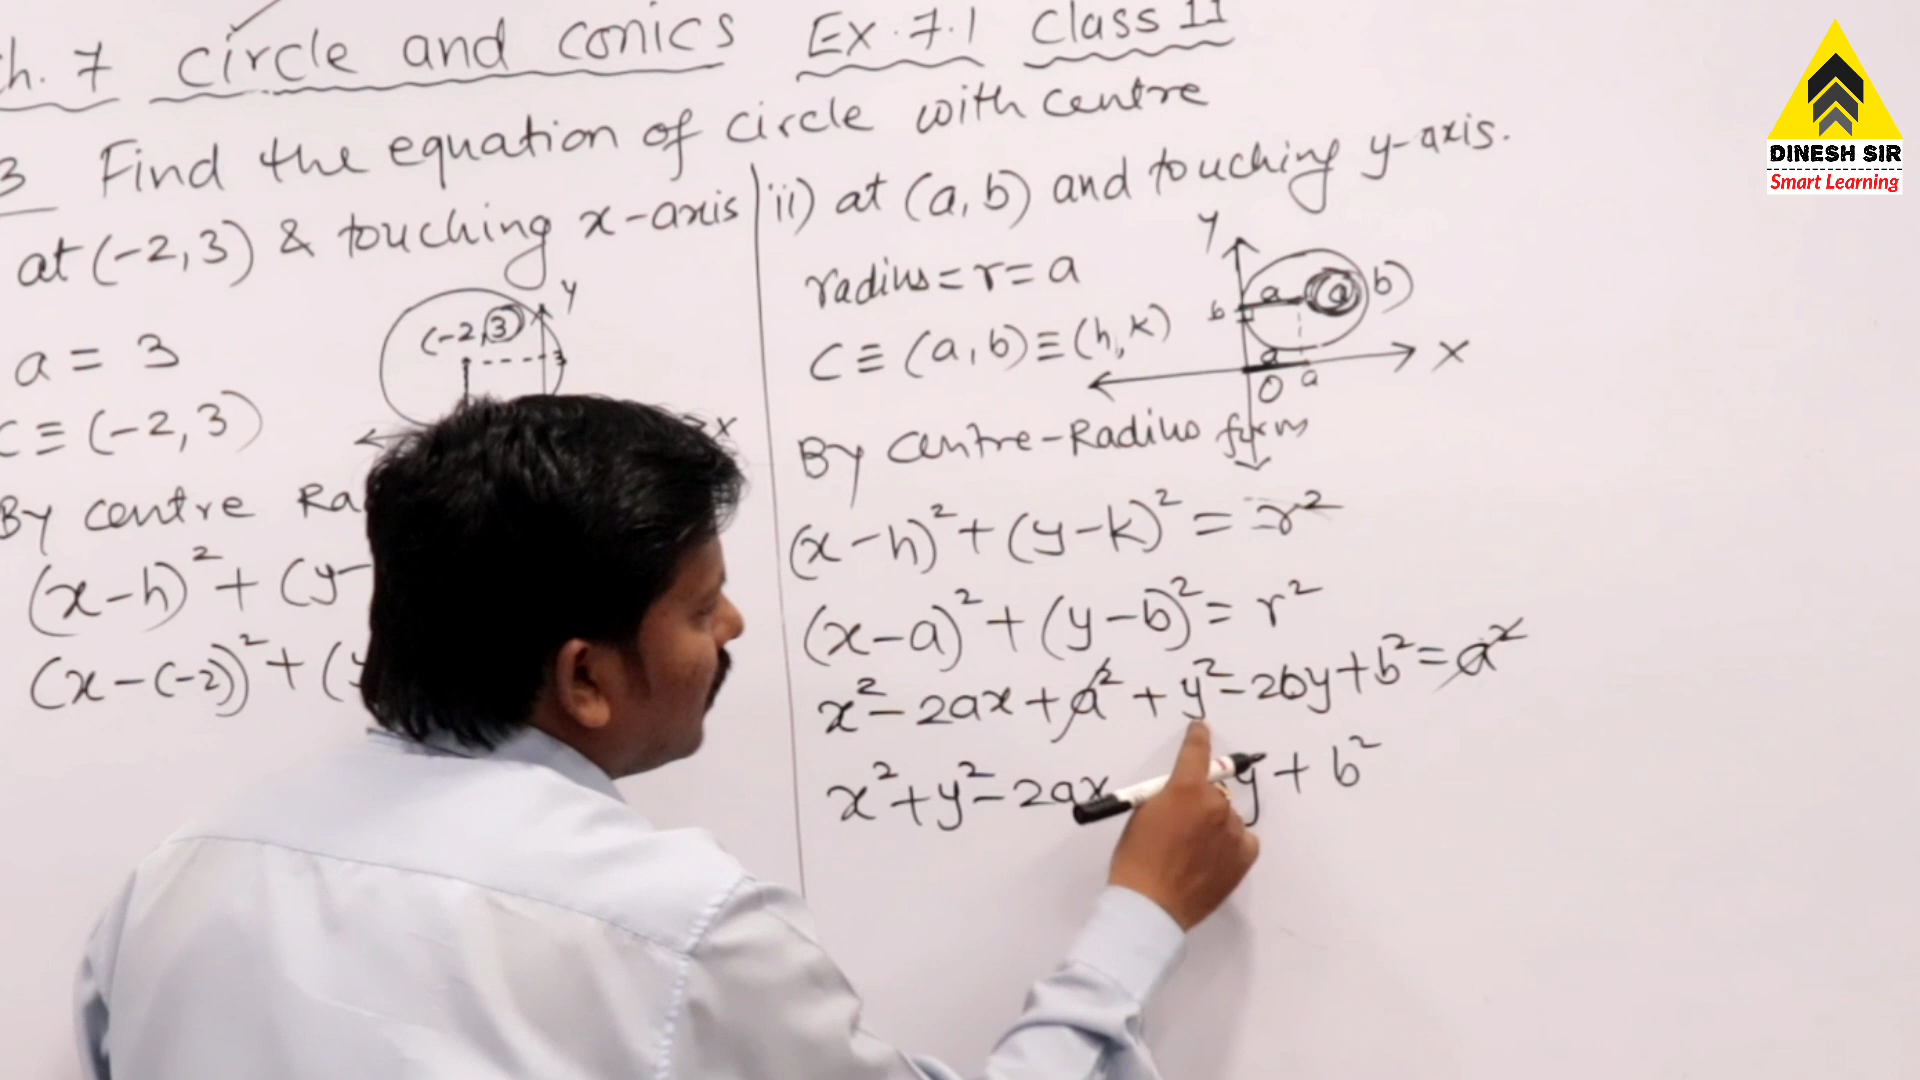 ch. 7 circle and conics Ex. 7.1 Class 11
3 Find the equation of circle with centre
at (-2, 3) & touching x-axis
a = 3
C ≡ (-2, 3)
(-2, 3)
y
3
x
By centre Ra
(x-h)² + (y-
(x-(-2))² + (y
ii) at (a, b) and touching y-axis.
radius = r = a
C ≡ (a, b) ≡ (h, k)
Y
a (a b)
b
a
O a
X
By Centre-Radius form
(x-h)² + (y-k)² = r²
(x-a)² + (y-b)² = r²
x² - 2ax + a² + y² - 2by + b² = a²
x² + y² - 2ax y + b²
DINESH SIR
Smart Learning